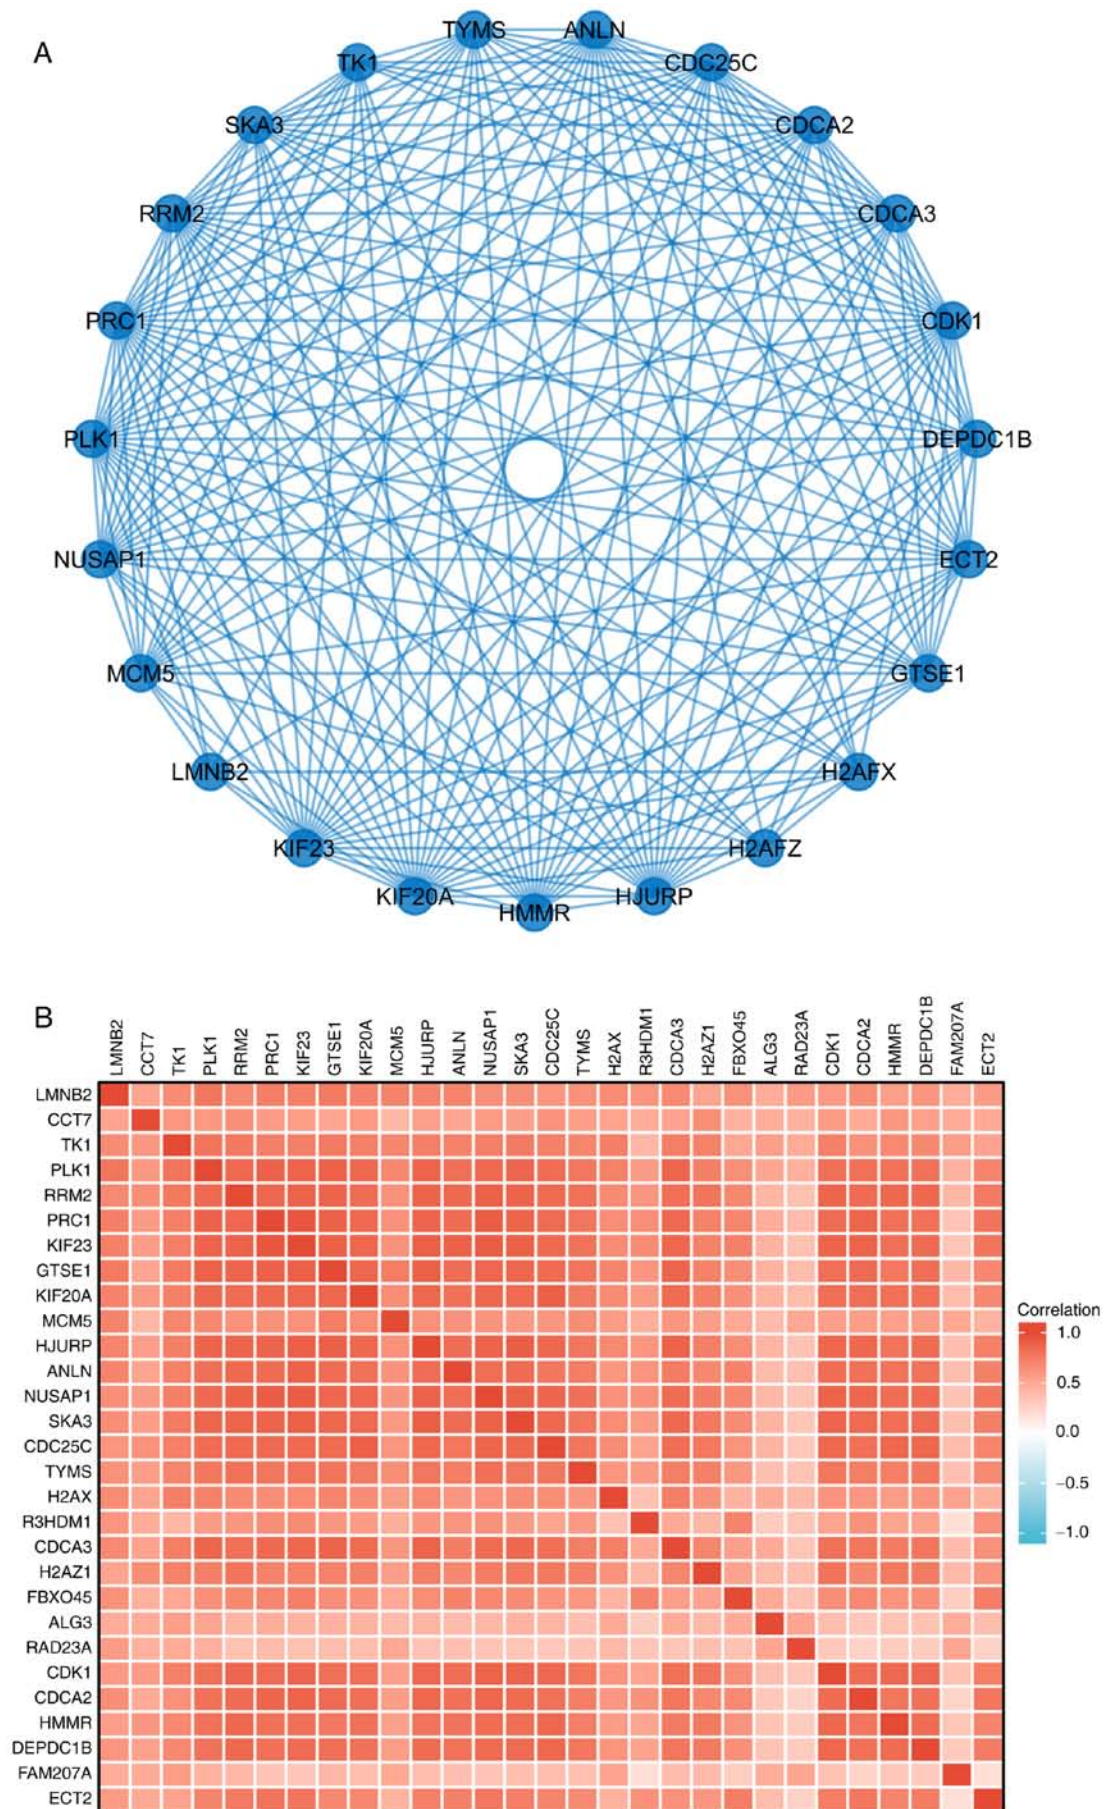 A
TYMS
ANLN
TK1
CDC25C
SKA3
CDCA2
RRM2
CDCA3
PRC1
CDK1
PLK1
DEPDC1B
NUSAP1
ECT2
MCM5
GTSE1
LMNB2
H2AFX
KIF23
H2AFZ
KIF20A
HMMR
HJURP
B
LMNB2
CCT7
TK1
PLK1
RRM2
PRC1
KIF23
GTSE1
KIF20A
MCM5
HJURP
ANLN
NUSAP1
SKA3
CDC25C
TYMS
H2AX
R3HDM1
CDCA3
H2AZ1
FBXO45
ALG3
RAD23A
CDK1
CDCA2
HMMR
DEPDC1B
FAM207A
ECT2
LMNB2
CCT7
TK1
PLK1
RRM2
PRC1
KIF23
GTSE1
KIF20A
MCM5
HJURP
ANLN
NUSAP1
SKA3
CDC25C
TYMS
H2AX
R3HDM1
CDCA3
H2AZ1
FBXO45
ALG3
RAD23A
CDK1
CDCA2
HMMR
DEPDC1B
FAM207A
ECT2
Correlation
1.0
0.5
0.0
−0.5
−1.0